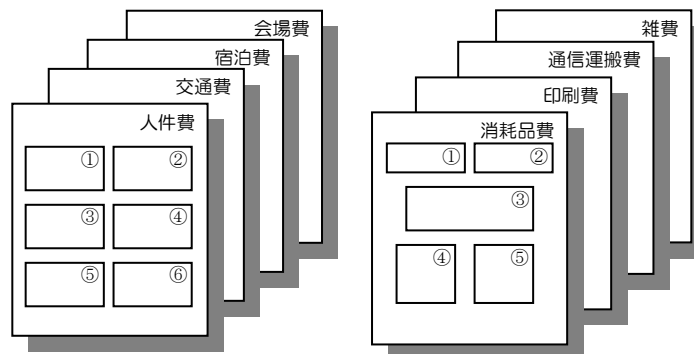 会場費
宿泊費
交通費
人件費
① ②
③ ④
⑤ ⑥
雑費
通信運搬費
印刷費
消耗品費
① ②
③
④ ⑤